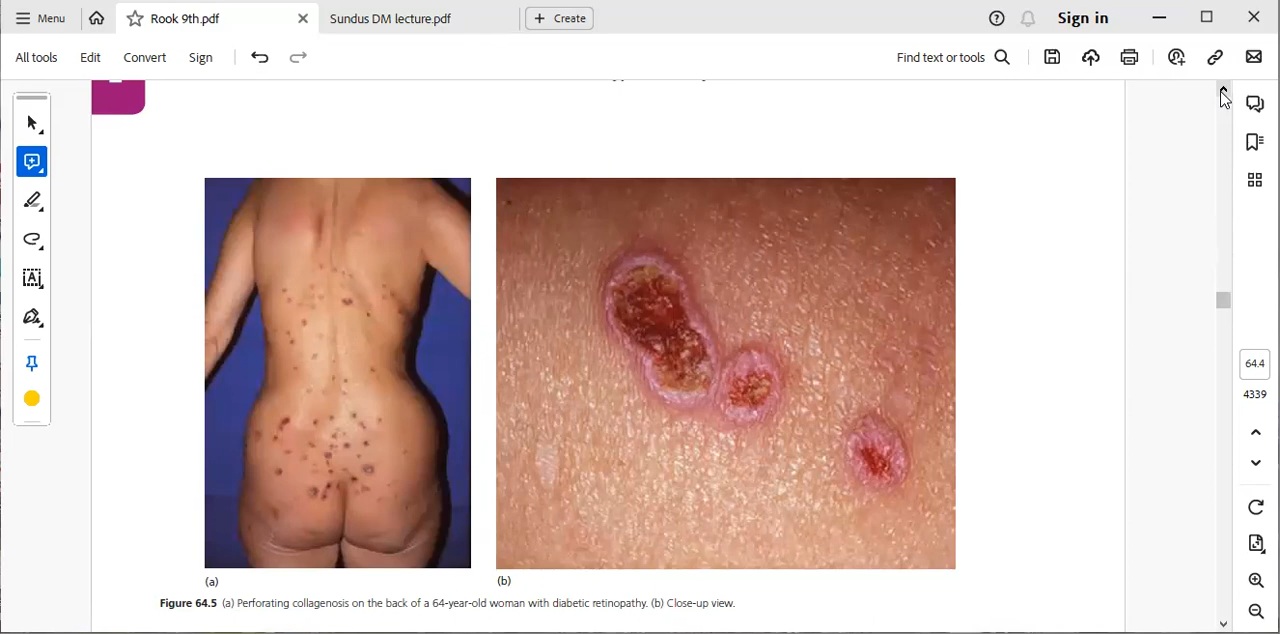 Menu
Rook 9th.pdf
Sundus DM lecture.pdf
Create
Sign in
All tools
Edit
Convert
Sign
Find text or tools
64.4
4339
(a)
(b)
Figure 64.5 (a) Perforating collagenosis on the back of a 64-year-old woman with diabetic retinopathy. (b) Close-up view.